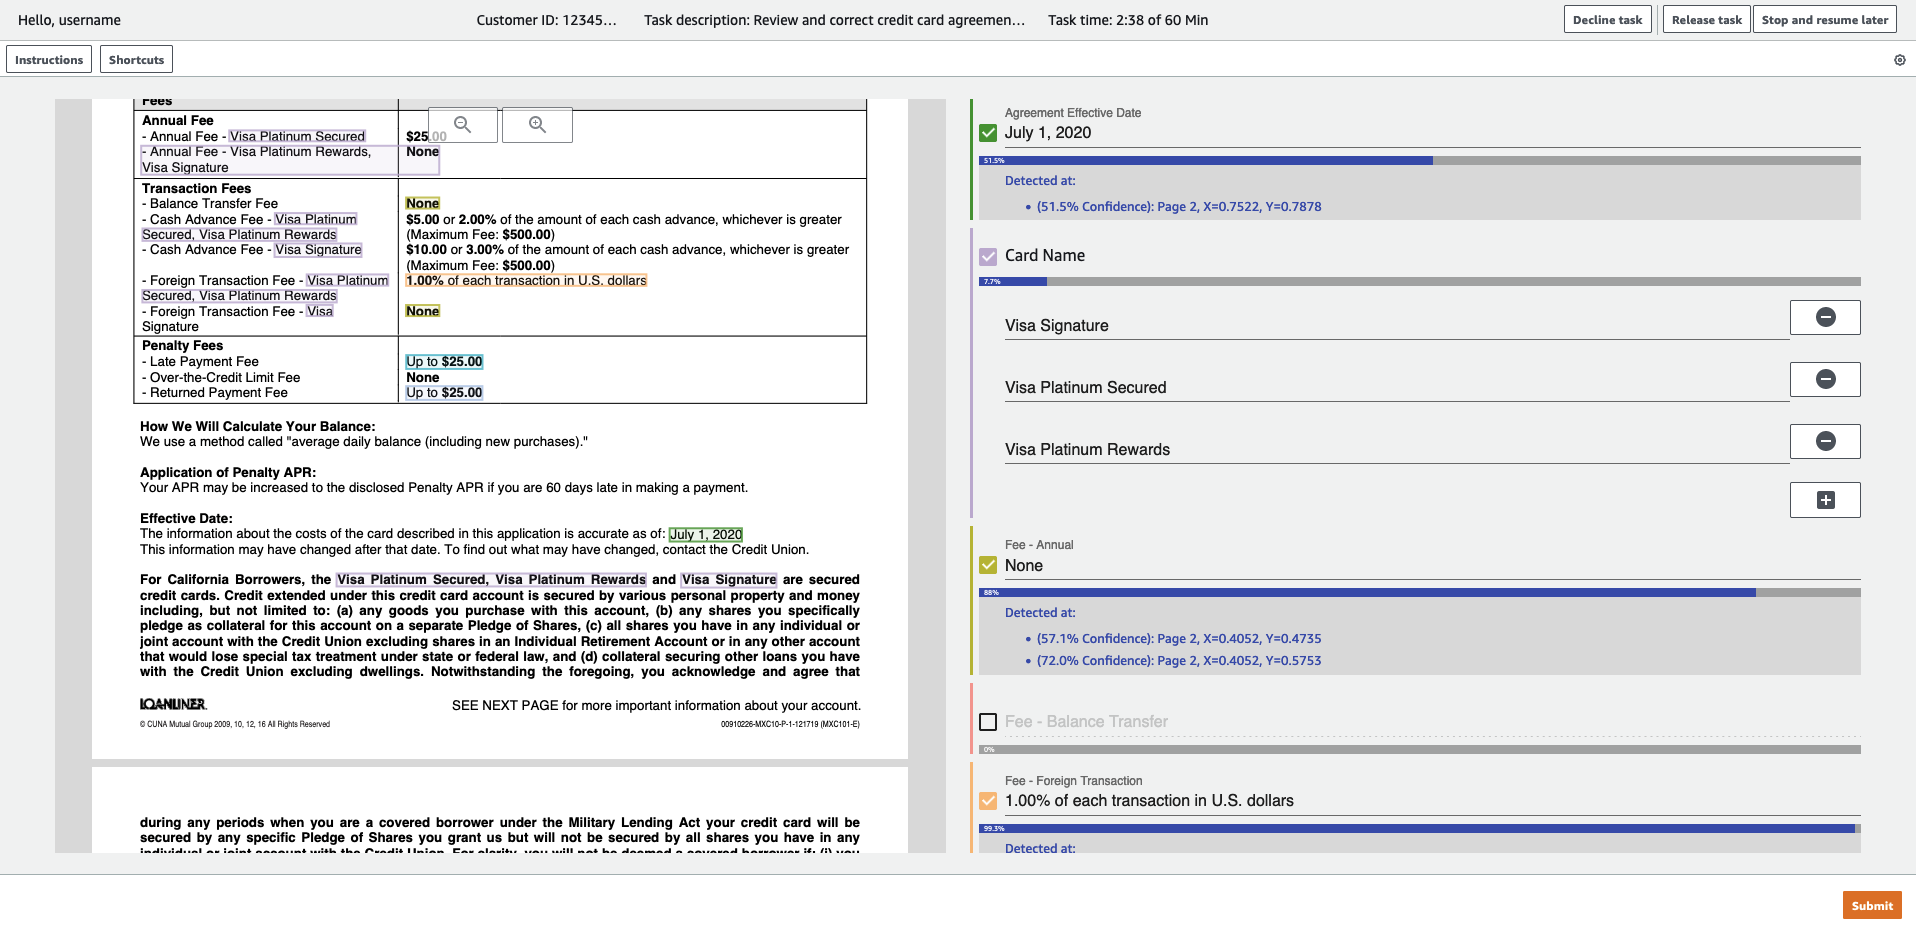 Hello, username
Customer ID: 12345...
Task description: Review and correct credit card agreemen...
Task time: 2:38 of 60 Min
Decline task
Release task
Stop and resume later
Instructions
Shortcuts
Fees
Annual Fee
- Annual Fee - Visa Platinum Secured
$25.00
- Annual Fee - Visa Platinum Rewards,
None
Visa Signature
Transaction Fees
- Balance Transfer Fee
None
- Cash Advance Fee - Visa Platinum
$5.00 or 2.00% of the amount of each cash advance, whichever is greater
Secured, Visa Platinum Rewards
(Maximum Fee: $500.00)
- Cash Advance Fee - Visa Signature
$10.00 or 3.00% of the amount of each cash advance, whichever is greater
(Maximum Fee: $500.00)
- Foreign Transaction Fee - Visa Platinum
1.00% of each transaction in U.S. dollars
Secured, Visa Platinum Rewards
- Foreign Transaction Fee - Visa
None
Signature
Penalty Fees
- Late Payment Fee
Up to $25.00
- Over-the-Credit Limit Fee
None
- Returned Payment Fee
Up to $25.00
How We Will Calculate Your Balance:
We use a method called "average daily balance (including new purchases)."
Application of Penalty APR:
Your APR may be increased to the disclosed Penalty APR if you are 60 days late in making a payment.
Effective Date:
The information about the costs of the card described in this application is accurate as of: July 1, 2020
This information may have changed after that date. To find out what may have changed, contact the Credit Union.
For California Borrowers, the Visa Platinum Secured, Visa Platinum Rewards and Visa Signature are secured
credit cards. Credit extended under this credit card account is secured by various personal property and money
including, but not limited to: (a) any goods you purchase with this account, (b) any shares you specifically
pledge as collateral for this account on a separate Pledge of Shares, (c) all shares you have in any individual or
joint account with the Credit Union excluding shares in an Individual Retirement Account or in any other account
that would lose special tax treatment under state or federal law, and (d) collateral securing other loans you have
with the Credit Union excluding dwellings. Notwithstanding the foregoing, you acknowledge and agree that
LOANLINER.
SEE NEXT PAGE for more important information about your account.
© CUNA Mutual Group 2009, 10, 12, 16 All Rights Reserved
00910226-MXC10-P-1-121719 (MXC101-E)
during any periods when you are a covered borrower under the Military Lending Act your credit card will be
secured by any specific Pledge of Shares you grant us but will not be secured by all shares you have in any
individual or joint account with the Credit Union. For clarity, you will not be deemed a covered borrower if: (i) you
Agreement Effective Date
July 1, 2020
51.5%
Detected at:
• (51.5% Confidence): Page 2, X=0.7522, Y=0.7878
Card Name
7.7%
Visa Signature
Visa Platinum Secured
Visa Platinum Rewards
Fee - Annual
None
88%
Detected at:
• (57.1% Confidence): Page 2, X=0.4052, Y=0.4735
• (72.0% Confidence): Page 2, X=0.4052, Y=0.5753
Fee - Balance Transfer
0%
Fee - Foreign Transaction
1.00% of each transaction in U.S. dollars
99.3%
Detected at:
Submit